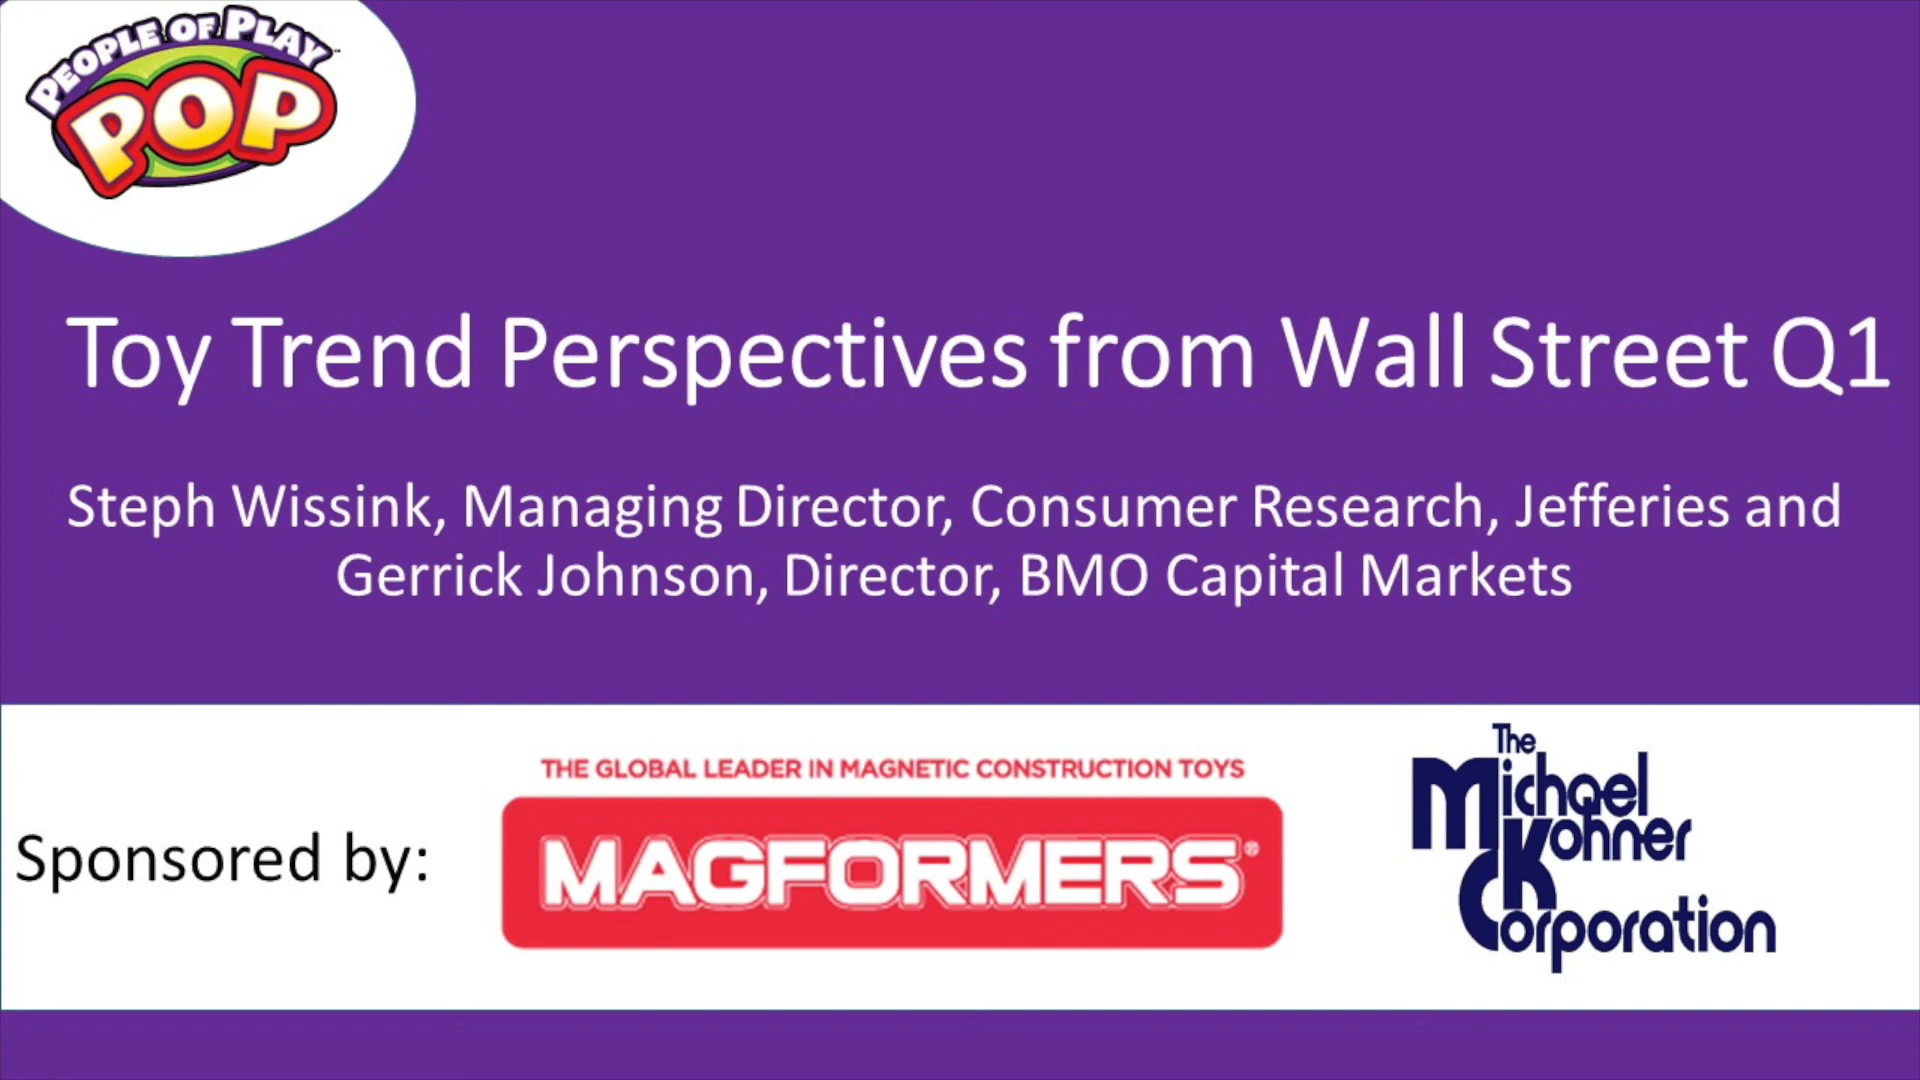 PEOPLE OF PLAY™
POP
Toy Trend Perspectives from Wall Street Q1
Steph Wissink, Managing Director, Consumer Research, Jefferies and
Gerrick Johnson, Director, BMO Capital Markets
Sponsored by:
THE GLOBAL LEADER IN MAGNETIC CONSTRUCTION TOYS
MAGFORMERS®
The
Michael
Kohner
Corporation